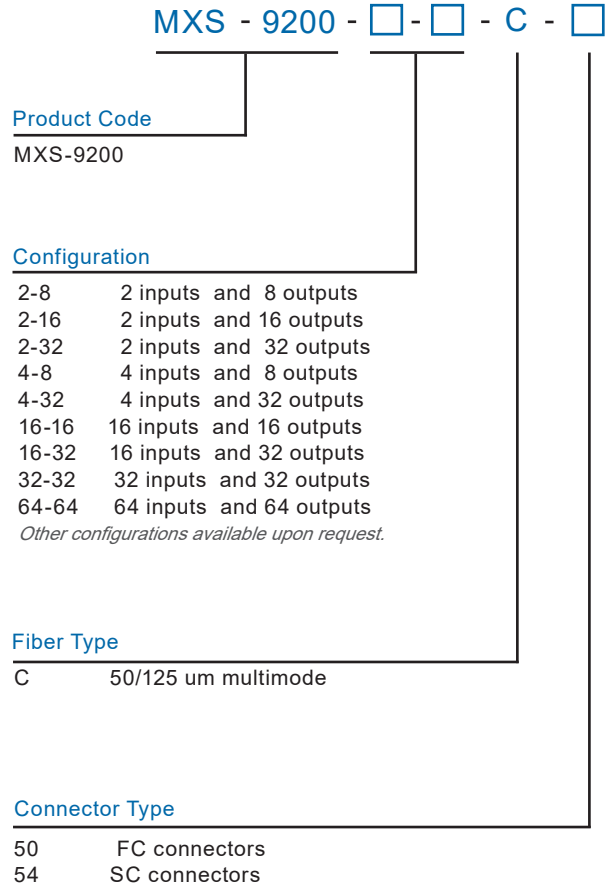 MXS - 9200 - □ - □ - C - □
Product Code
MXS-9200
Configuration
2-8 2 inputs and 8 outputs
2-16 2 inputs and 16 outputs
2-32 2 inputs and 32 outputs
4-8 4 inputs and 8 outputs
4-32 4 inputs and 32 outputs
16-16 16 inputs and 16 outputs
16-32 16 inputs and 32 outputs
32-32 32 inputs and 32 outputs
64-64 64 inputs and 64 outputs
Other configurations available upon request.
Fiber Type
C 50/125 um multimode
Connector Type
50 FC connectors
54 SC connectors